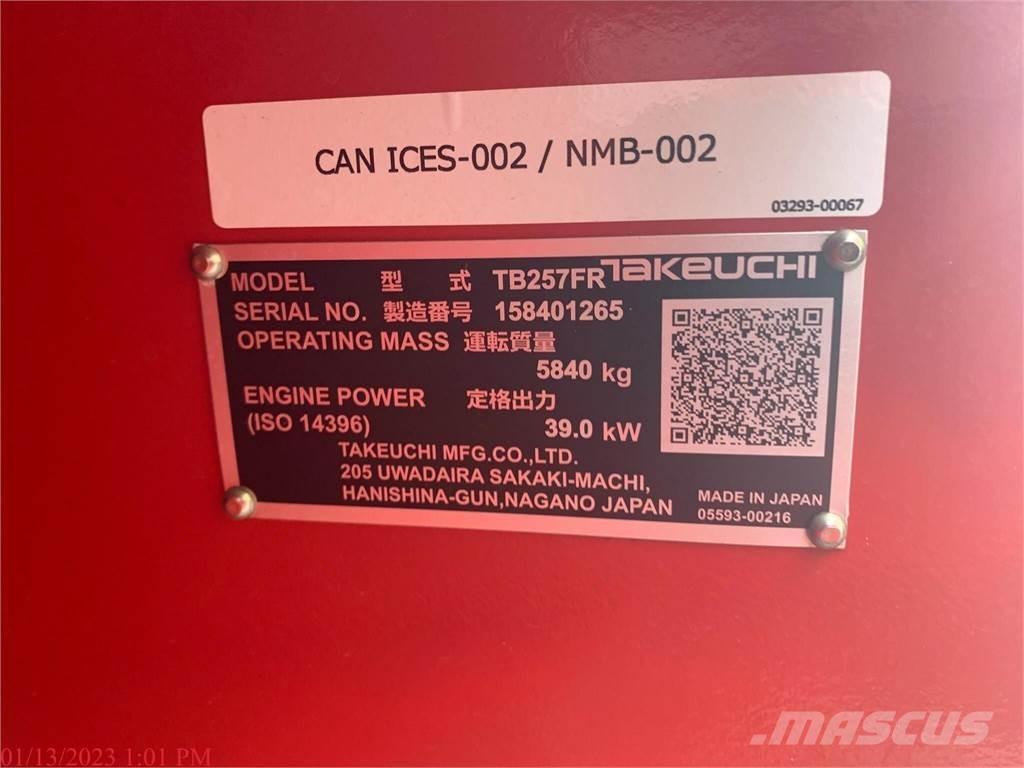 CAN ICES-002 / NMB-002
03293-00067
MODEL 型 式 TB257FR TAKEUCHI
SERIAL NO. 製造番号 158401265
OPERATING MASS 運転質量
5840 kg
ENGINE POWER 定格出力
(ISO 14396) 39.0 kW
TAKEUCHI MFG.CO.,LTD.
205 UWADAIRA SAKAKI-MACHI,
HANISHINA-GUN,NAGANO JAPAN
MADE IN JAPAN
05593-00216
01/13/2023 1:01 PM
MASCUS